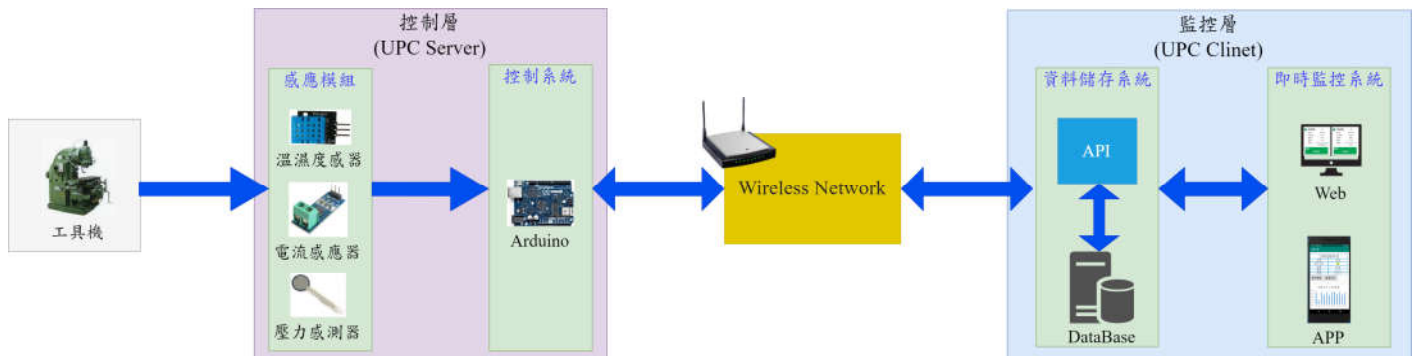 工具機
控制層
(UPC Server)
感應模組
溫濕度感器
電流感應器
壓力感測器
控制系統
Arduino
Wireless Network
監控層
(UPC Clinet)
資料儲存系統
API
DataBase
即時監控系統
Web
APP